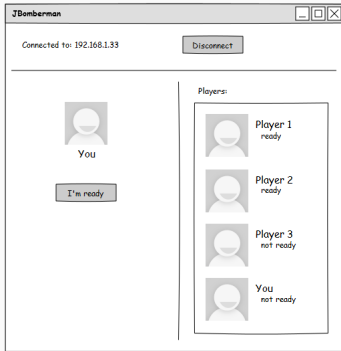 JBomberman
Connected to: 192.168.1.33
Disconnect
Players:
You
I'm ready
Player 1
ready
Player 2
ready
Player 3
not ready
You
not ready